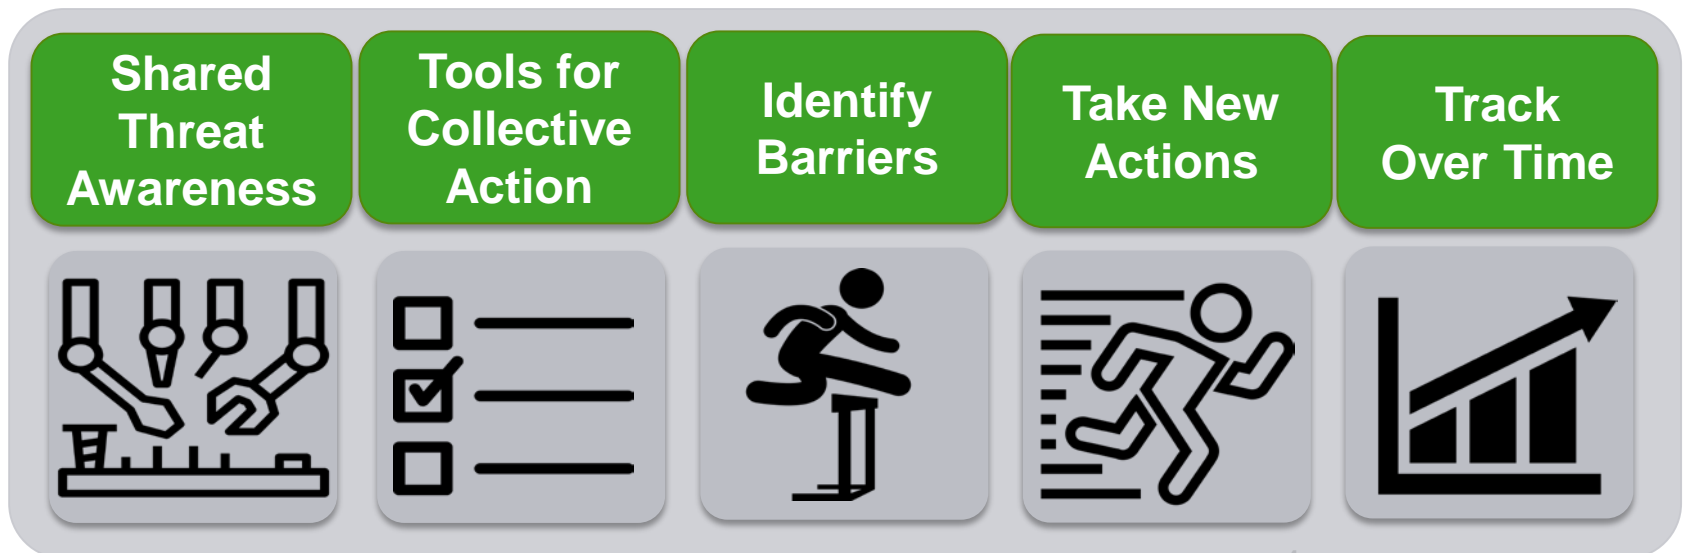 Shared
Threat
Awareness
Tools for
Collective
Action
Identify
Barriers
Take New
Actions
Track
Over Time